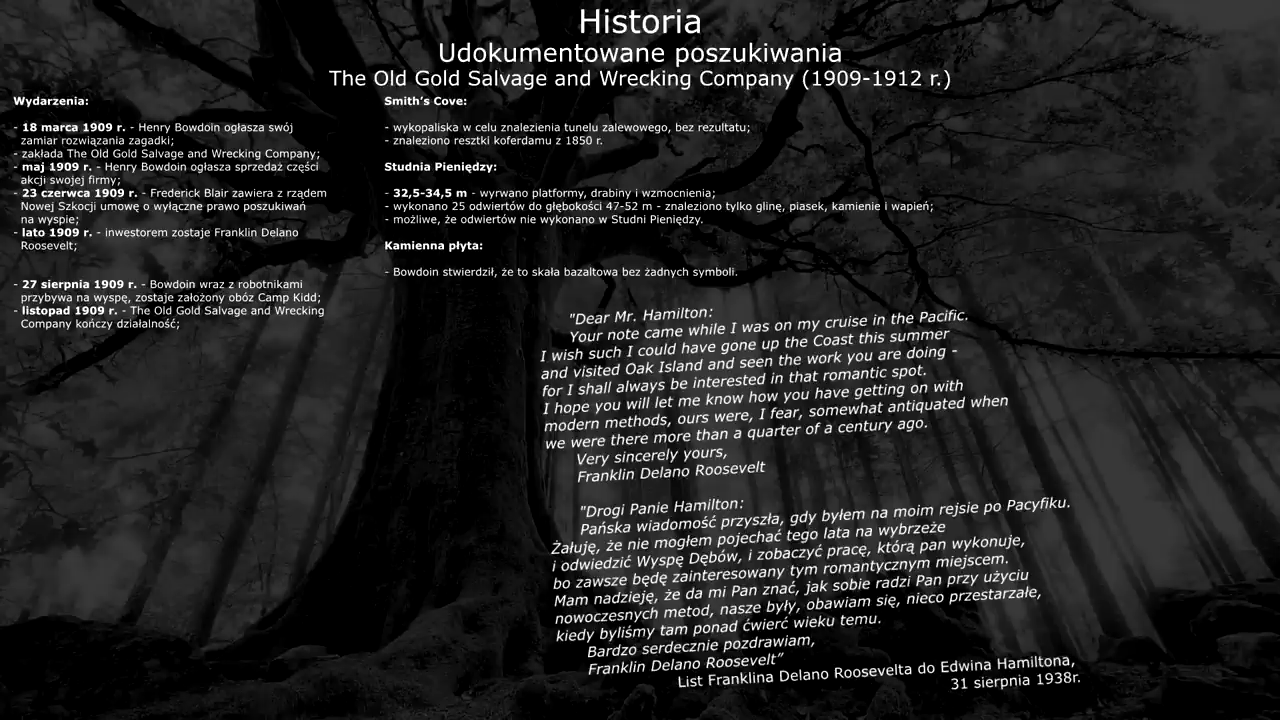 Historia
Udokumentowane poszukiwania
The Old Gold Salvage and Wrecking Company (1909-1912 r.)
Wydarzenia:
- 18 marca 1909 r. - Henry Bowdoin ogłasza swój
zamiar rozwiązania zagadki;
- zakłada The Old Gold Salvage and Wrecking Company;
- maj 1909 r. - Henry Bowdoin ogłasza sprzedaż części
akcji swojej firmy;
- 23 czerwca 1909 r. - Frederick Blair zawiera z rządem
Nowej Szkocji umowę o wyłączne prawo poszukiwań
na wyspie;
- lato 1909 r. - inwestorem zostaje Franklin Delano
Roosevelt;
- 27 sierpnia 1909 r. - Bowdoin wraz z robotnikami
przybywa na wyspę, zostaje założony obóz Camp Kidd;
- listopad 1909 r. - The Old Gold Salvage and Wrecking
Company kończy działalność;
Smith's Cove:
- wykopaliska w celu znalezienia tunelu zalewowego, bez rezultatu;
- znaleziono resztki koferdamu z 1850 r.
Studnia Pieniędzy:
- 32,5-34,5 m - wyrwano platformy, drabiny i wzmocnienia;
- wykonano 25 odwiertów do głębokości 47-52 m - znaleziono tylko glinę, piasek, kamienie i wapień;
- możliwe, że odwiertów nie wykonano w Studni Pieniędzy.
Kamienna płyta:
- Bowdoin stwierdził, że to skała bazaltowa bez żadnych symboli.
"Dear Mr. Hamilton:
Your note came while I was on my cruise in the Pacific.
I wish such I could have gone up the Coast this summer
and visited Oak Island and seen the work you are doing -
for I shall always be interested in that romantic spot.
I hope you will let me know how you have getting on with
modern methods, ours were, I fear, somewhat antiquated when
we were there more than a quarter of a century ago.
Very sincerely yours,
Franklin Delano Roosevelt
"Drogi Panie Hamilton:
Pańska wiadomość przyszła, gdy byłem na moim rejsie po Pacyfiku.
Żałuję, że nie mogłem pojechać tego lata na wybrzeże
i odwiedzić Wyspę Dębów, i zobaczyć pracę, którą pan wykonuje,
bo zawsze będę zainteresowany tym romantycznym miejscem.
Mam nadzieję, że da mi Pan znać, jak sobie radzi Pan przy użyciu
nowoczesnych metod, nasze były, obawiam się, nieco przestarzałe,
kiedy byliśmy tam ponad ćwierć wieku temu.
Bardzo serdecznie pozdrawiam,
Franklin Delano Roosevelt”
List Franklina Delano Roosevelta do Edwina Hamiltona,
31 sierpnia 1938r.